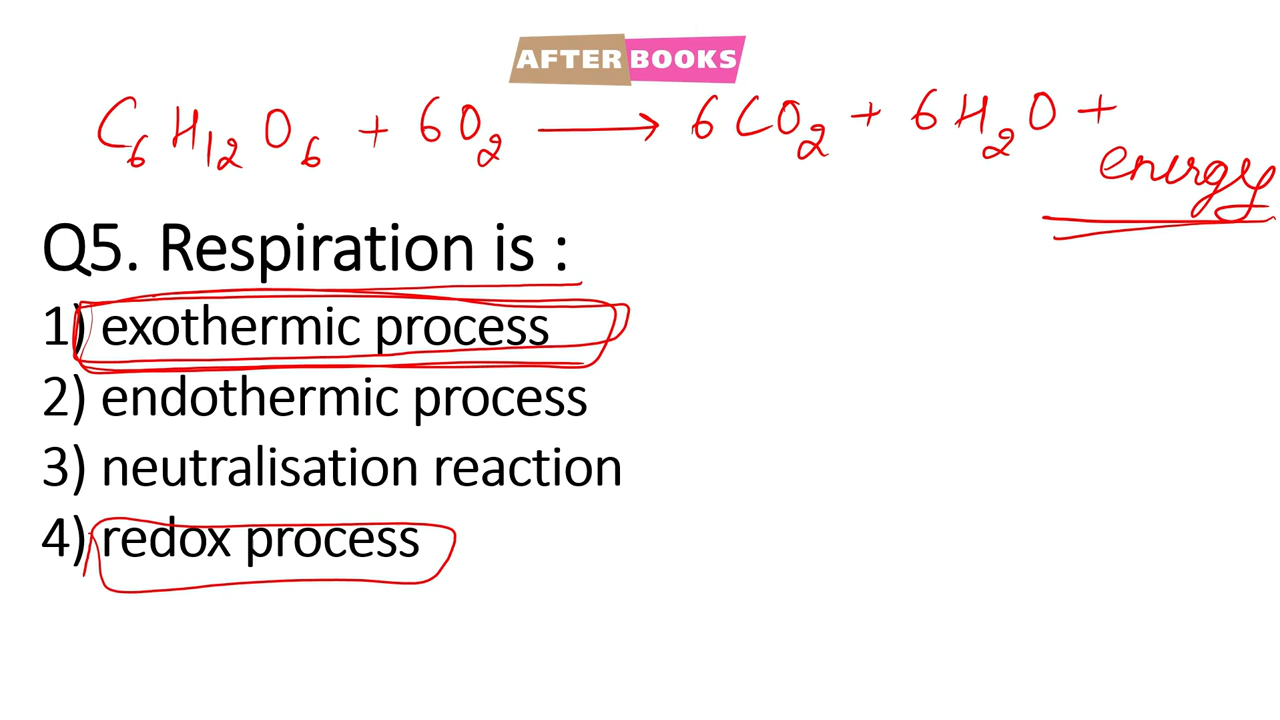 AFTER BOOKS
C₆H₁₂O₆ + 6O₂ ⟶ 6CO₂ + 6H₂O +
energy
Q5. Respiration is :
1) exothermic process
2) endothermic process
3) neutralisation reaction
4) redox process